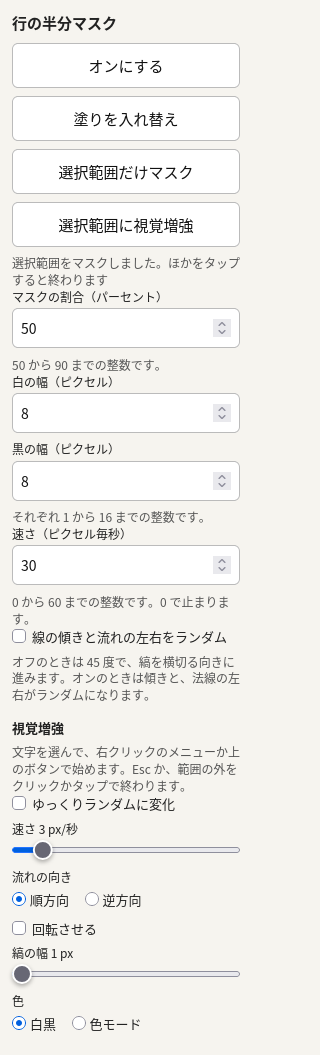 行の半分マスク
オンにする
塗りを入れ替え
選択範囲だけマスク
選択範囲に視覚増強
選択範囲をマスクしました。ほかをタップ
すると終わります
マスクの割合（パーセント）
50
50 から 90 までの整数です。
白の幅（ピクセル）
8
黒の幅（ピクセル）
8
それぞれ 1 から 16 までの整数です。
速さ（ピクセル毎秒）
30
0 から 60 までの整数です。0 で止まりま
す。
線の傾きと流れの左右をランダム
オフのときは 45 度で、縞を横切る向きに
進みます。オンのときは傾きと、法線の左
右がランダムになります。
視覚増強
文字を選んで、右クリックのメニューか上
のボタンで始めます。Esc か、範囲の外を
クリックかタップで終わります。
ゆっくりランダムに変化
速さ 3 px/秒
流れの向き
順方向 逆方向
回転させる
縞の幅 1 px
色
白黒 色モード